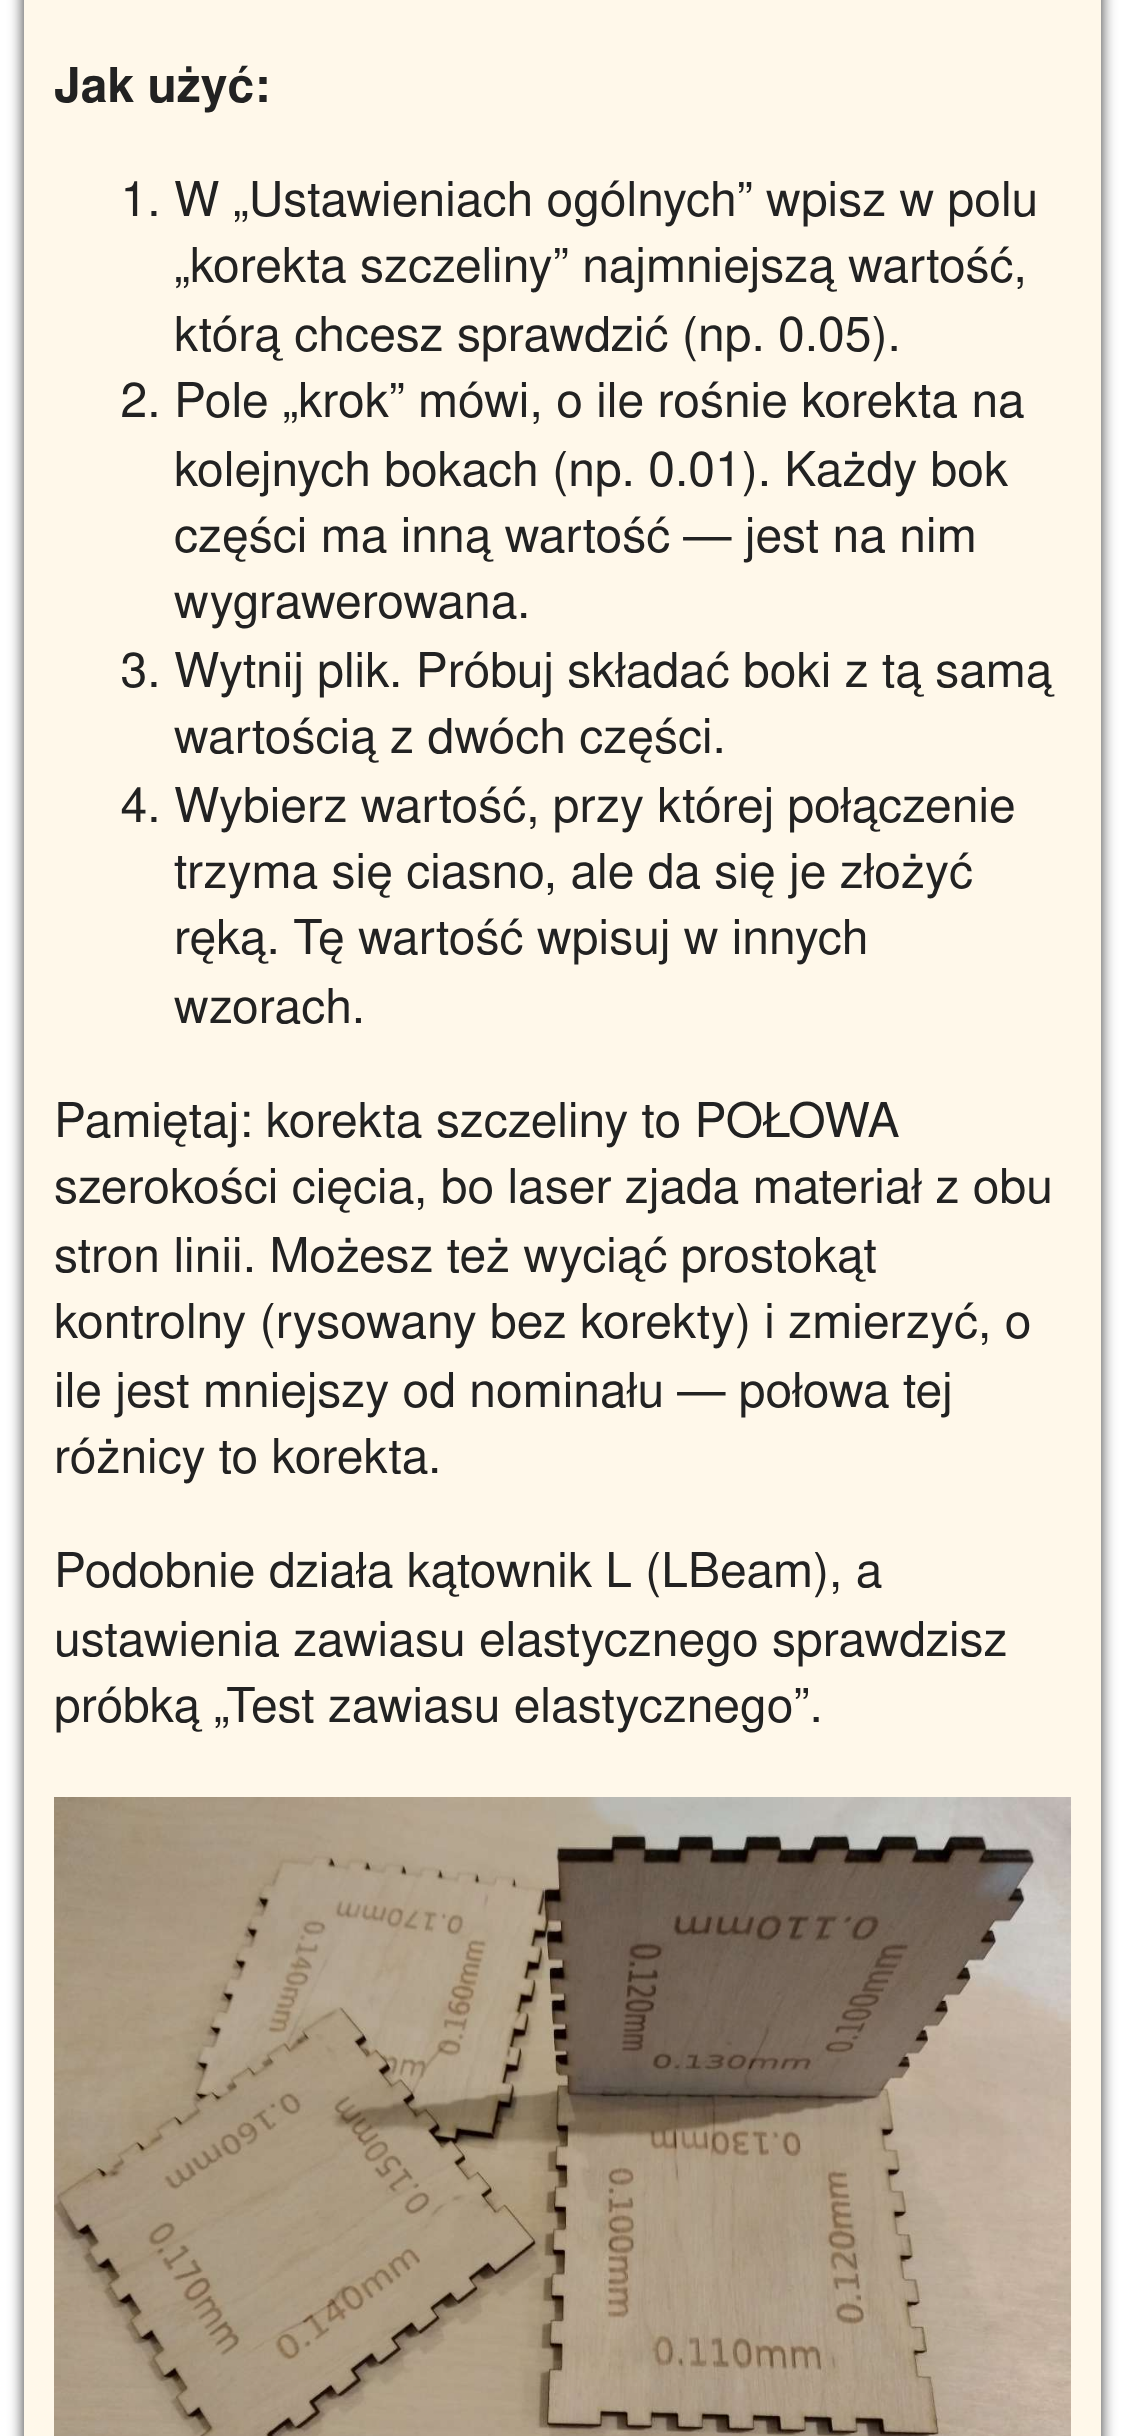 Jak użyć:
1. W „Ustawieniach ogólnych” wpisz w polu
„korekta szczeliny” najmniejszą wartość,
którą chcesz sprawdzić (np. 0.05).
2. Pole „krok” mówi, o ile rośnie korekta na
kolejnych bokach (np. 0.01). Każdy bok
części ma inną wartość — jest na nim
wygrawerowana.
3. Wytnij plik. Próbuj składać boki z tą samą
wartością z dwóch części.
4. Wybierz wartość, przy której połączenie
trzyma się ciasno, ale da się je złożyć
ręką. Tę wartość wpisuj w innych
wzorach.
Pamiętaj: korekta szczeliny to POŁOWA
szerokości cięcia, bo laser zjada materiał z obu
stron linii. Możesz też wyciąć prostokąt
kontrolny (rysowany bez korekty) i zmierzyć, o
ile jest mniejszy od nominału — połowa tej
różnicy to korekta.
Podobnie działa kątownik L (LBeam), a
ustawienia zawiasu elastycznego sprawdzisz
próbką „Test zawiasu elastycznego”.
0.170mm
0.140mm
0.160mm
0.110mm
0.120mm
0.100mm
0.130mm
0.160mm
0.150mm
0.170mm
0.140mm
0.130mm
0.100mm
0.120mm
0.110mm